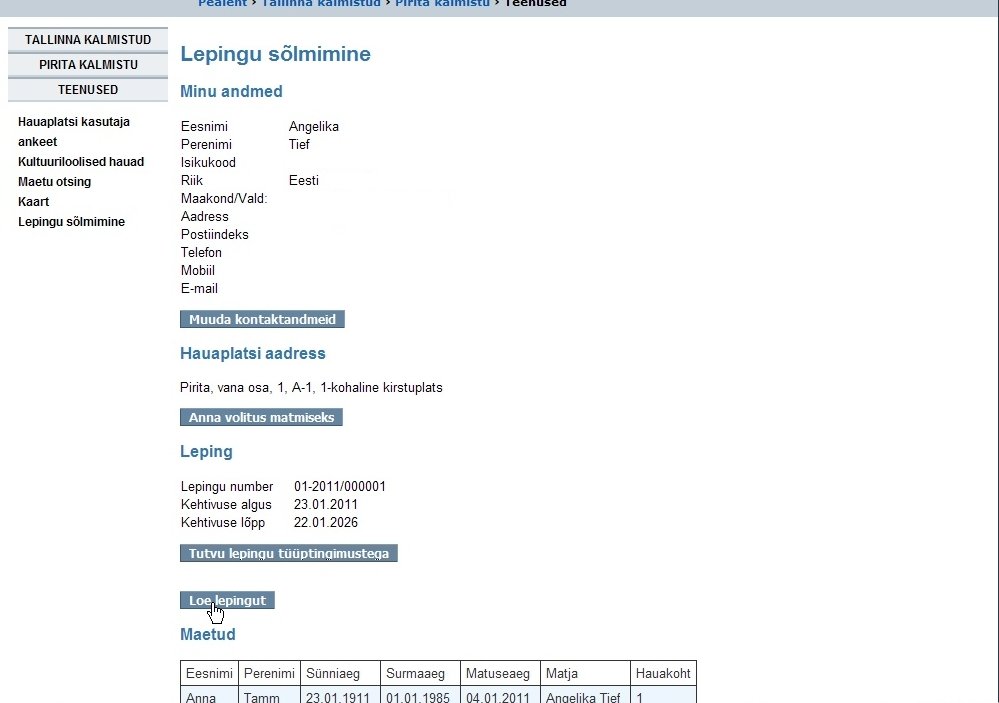 Pealeht > Tallinna kalmistud > Pirita kalmistu > Teenused
TALLINNA KALMISTUD
PIRITA KALMISTU
TEENUSED
Hauaplatsi kasutaja
ankeet
Kultuuriloolised hauad
Maetu otsing
Kaart
Lepingu sõlmimine
Lepingu sõlmimine
Minu andmed
Eesnimi Angelika
Perenimi Tief
Isikukood
Riik Eesti
Maakond/Vald:
Aadress
Postiindeks
Telefon
Mobiil
E-mail
Muuda kontaktandmeid
Hauaplatsi aadress
Pirita, vana osa, 1, A-1, 1-kohaline kirstuplats
Anna volitus matmiseks
Leping
Lepingu number 01-2011/000001
Kehtivuse algus 23.01.2011
Kehtivuse lõpp 22.01.2026
Tutvu lepingu tüüptingimustega
Loe lepingut
Maetud
Eesnimi Perenimi Sünniaeg Surmaaeg Matuseaeg Matja Hauakoht
Anna Tamm 23.01.1911 01.01.1985 04.01.2011 Angelika Tief 1